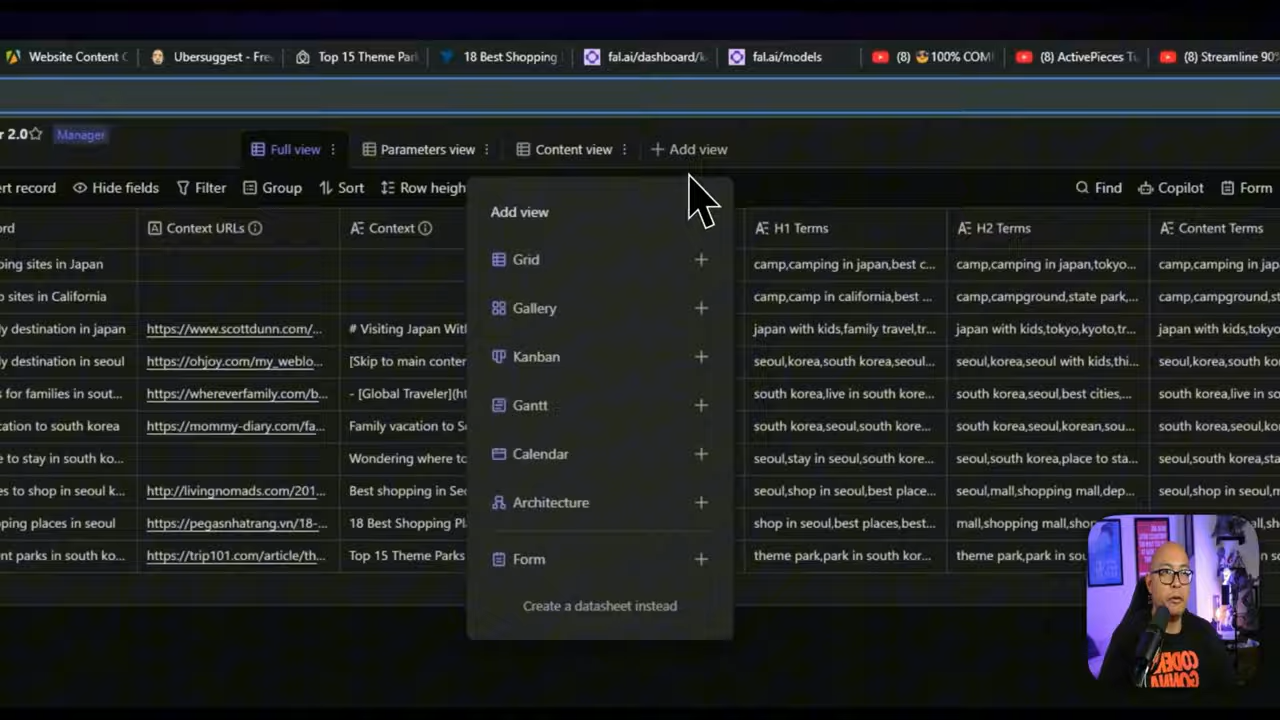 Website Content C
Ubersuggest - Fre
Top 15 Theme Par
18 Best Shopping
fal.ai/dashboard/k
fal.ai/models
(8) 😎100% COM
(8) ActivePieces Tu
(8) Streamline 90%
r 2.0
Manager
Full view
Parameters view
Content view
Add view
rt record
Hide fields
Filter
Group
Sort
Row heigh
Find
Copilot
Form
ord
Context URLs
Context
H1 Terms
H2 Terms
Content Terms
ping sites in Japan
camp,camping in japan,best c...
camp,camping in japan,tokyo...
camp,camping in jap
p sites in California
camp,camp in california,best ...
camp,campground,state park,...
camp,campground,st
ly destination in japan
https://www.scottdunn.com/...
# Visiting Japan Wit
japan with kids,family travel,tr...
japan with kids,tokyo,kyoto,tr...
japan with kids,tokyo
ly destination in seoul
https://ohjoy.com/my_weblo...
[Skip to main conter
seoul,korea,south korea,seoul...
seoul,korea,seoul with kids,thi...
seoul,korea,south kor
s for families in sout...
https://whereverfamily.com/b...
- [Global Traveler](ht
south korea,live in south kore...
south korea,seoul,best cities,...
south korea,live in so
cation to south korea
https://mommy-diary.com/fa...
Family vacation to S
south korea,seoul,south kore...
south korea,seoul,korean,sou...
south korea,seoul,sou
e to stay in south ko...
Wondering where to
seoul,stay in seoul,south kore...
seoul,south korea,place to sta...
seoul,south korea,sta
es to shop in seoul k...
http://livingnomads.com/201...
Best shopping in Sec
seoul,shop in seoul,best place...
seoul,mall,shopping mall,dep...
seoul,shop in seoul,m
ping places in seoul
https://pegasnhatrang.vn/18-...
18 Best Shopping Pl
shop in seoul,best places,best...
mall,shopping mall,shop
nt parks in south ko...
https://trip101.com/article/th...
Top 15 Theme Parks
theme park,park in south kor...
theme park,park in sou
Add view
Grid
Gallery
Kanban
Gantt
Calendar
Architecture
Form
Create a datasheet instead